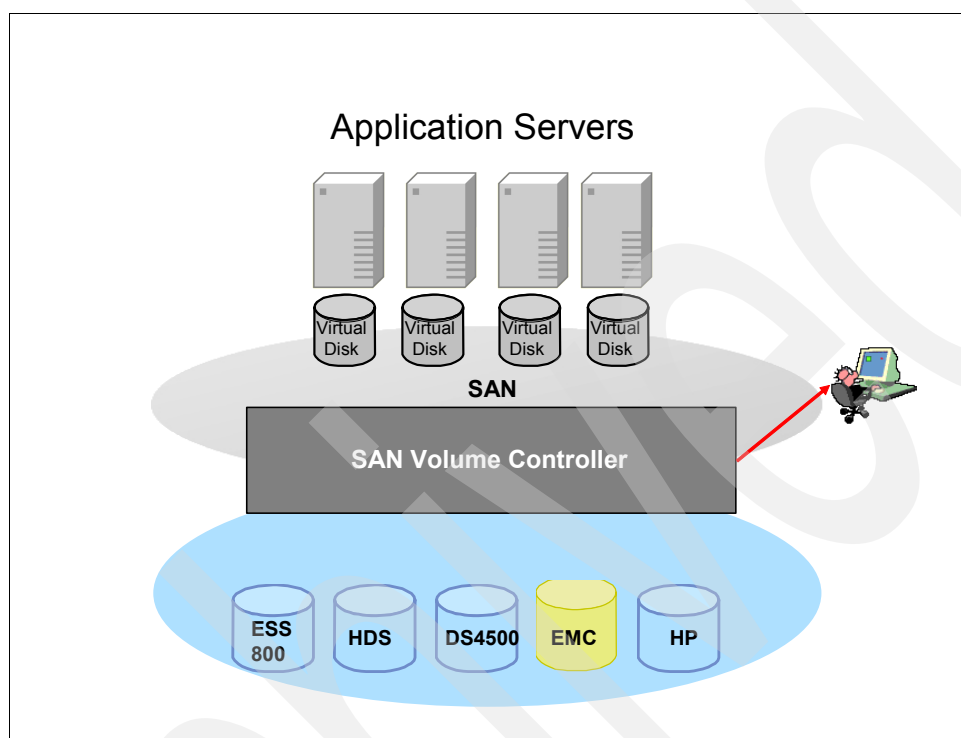 Application Servers
Virtual Disk
Virtual Disk
Virtual Disk
Virtual Disk
SAN
SAN Volume Controller
ESS 800
HDS
DS4500
EMC
HP